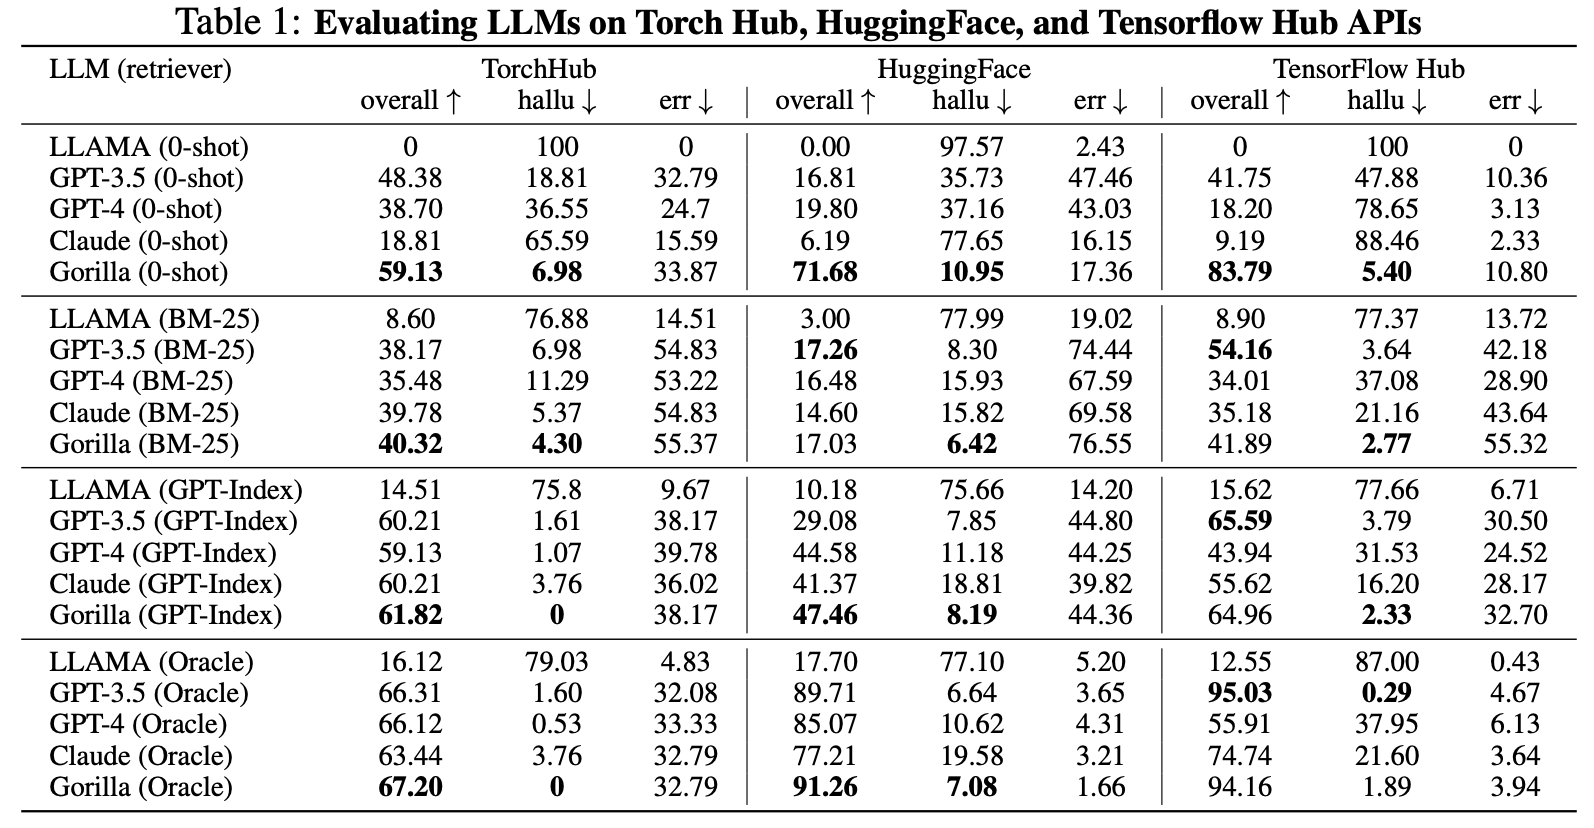 Table 1: Evaluating LLMs on Torch Hub, HuggingFace, and Tensorflow Hub APIs
LLM (retriever) TorchHub HuggingFace TensorFlow Hub
overall ↑ hallu ↓ err ↓ overall ↑ hallu ↓ err ↓ overall ↑ hallu ↓ err ↓
LLAMA (0-shot) 0 100 0 0.00 97.57 2.43 0 100 0
GPT-3.5 (0-shot) 48.38 18.81 32.79 16.81 35.73 47.46 41.75 47.88 10.36
GPT-4 (0-shot) 38.70 36.55 24.7 19.80 37.16 43.03 18.20 78.65 3.13
Claude (0-shot) 18.81 65.59 15.59 6.19 77.65 16.15 9.19 88.46 2.33
Gorilla (0-shot) 59.13 6.98 33.87 71.68 10.95 17.36 83.79 5.40 10.80
LLAMA (BM-25) 8.60 76.88 14.51 3.00 77.99 19.02 8.90 77.37 13.72
GPT-3.5 (BM-25) 38.17 6.98 54.83 17.26 8.30 74.44 54.16 3.64 42.18
GPT-4 (BM-25) 35.48 11.29 53.22 16.48 15.93 67.59 34.01 37.08 28.90
Claude (BM-25) 39.78 5.37 54.83 14.60 15.82 69.58 35.18 21.16 43.64
Gorilla (BM-25) 40.32 4.30 55.37 17.03 6.42 76.55 41.89 2.77 55.32
LLAMA (GPT-Index) 14.51 75.8 9.67 10.18 75.66 14.20 15.62 77.66 6.71
GPT-3.5 (GPT-Index) 60.21 1.61 38.17 29.08 7.85 44.80 65.59 3.79 30.50
GPT-4 (GPT-Index) 59.13 1.07 39.78 44.58 11.18 44.25 43.94 31.53 24.52
Claude (GPT-Index) 60.21 3.76 36.02 41.37 18.81 39.82 55.62 16.20 28.17
Gorilla (GPT-Index) 61.82 0 38.17 47.46 8.19 44.36 64.96 2.33 32.70
LLAMA (Oracle) 16.12 79.03 4.83 17.70 77.10 5.20 12.55 87.00 0.43
GPT-3.5 (Oracle) 66.31 1.60 32.08 89.71 6.64 3.65 95.03 0.29 4.67
GPT-4 (Oracle) 66.12 0.53 33.33 85.07 10.62 4.31 55.91 37.95 6.13
Claude (Oracle) 63.44 3.76 32.79 77.21 19.58 3.21 74.74 21.60 3.64
Gorilla (Oracle) 67.20 0 32.79 91.26 7.08 1.66 94.16 1.89 3.94